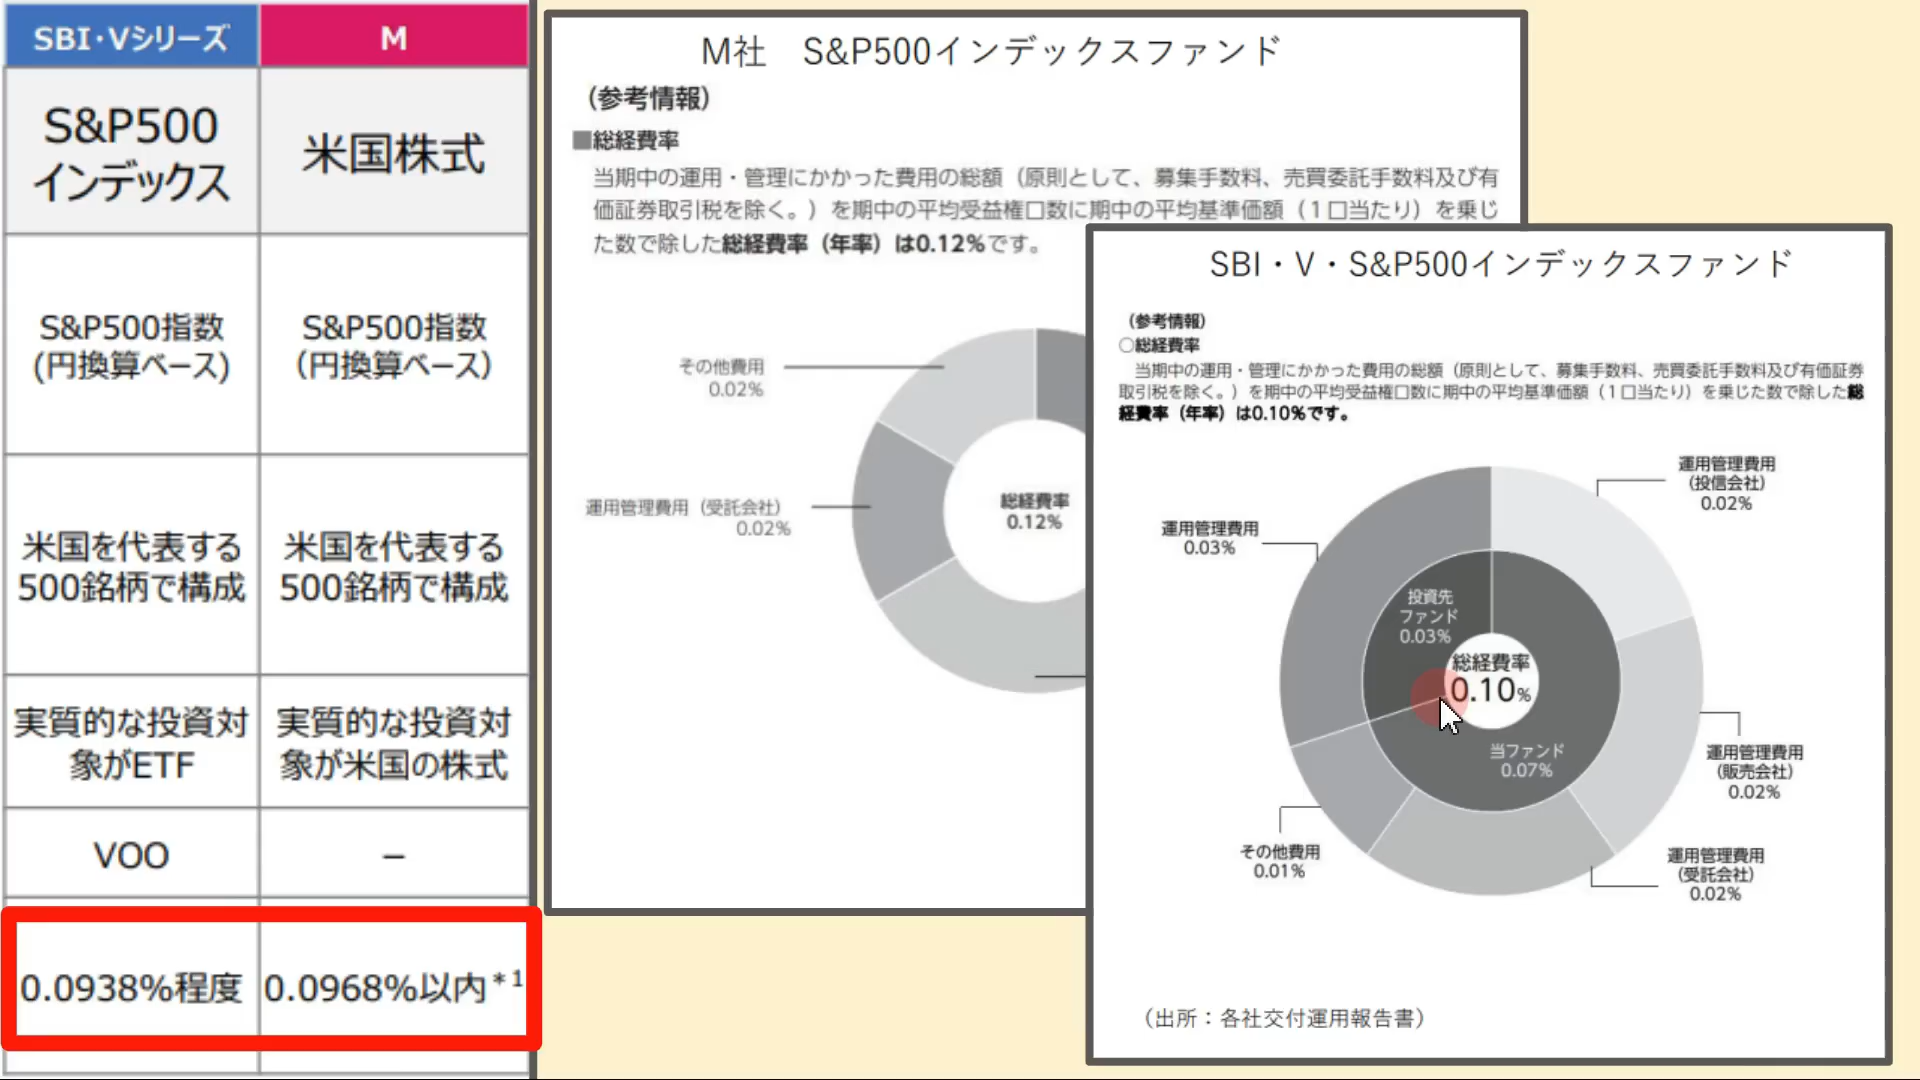 SBI・Vシリーズ
M
S&P500
インデックス
米国株式
S&P500指数
(円換算ベース)
S&P500指数
(円換算ベース)
米国を代表する
500銘柄で構成
米国を代表する
500銘柄で構成
実質的な投資対
象がETF
実質的な投資対
象が米国の株式
VOO
–
0.0938%程度
0.0968%以内*1
M社 S&P500インデックスファンド
(参考情報)
■総経費率
当期中の運用・管理にかかった費用の総額（原則として、募集手数料、売買委託手数料及び有
価証券取引税を除く。）を期中の平均受益権口数に期中の平均基準価額（１口当たり）を乗じ
た数で除した総経費率（年率）は0.12%です。
その他費用
0.02%
運用管理費用（受託会社）
0.02%
総経費率
0.12%
SBI・V・S&P500インデックスファンド
(参考情報)
○総経費率
当期中の運用・管理にかかった費用の総額（原則として、募集手数料、売買委託手数料及び有価証券
取引税を除く。）を期中の平均受益権口数に期中の平均基準価額（１口当たり）を乗じた数で除した総
経費率（年率）は0.10％です。
運用管理費用
(投信会社)
0.02%
運用管理費用
0.03%
投資先
ファンド
0.03%
総経費率
0.10%
当ファンド
0.07%
運用管理費用
(販売会社)
0.02%
その他費用
0.01%
運用管理費用
(受託会社)
0.02%
（出所：各社交付運用報告書）